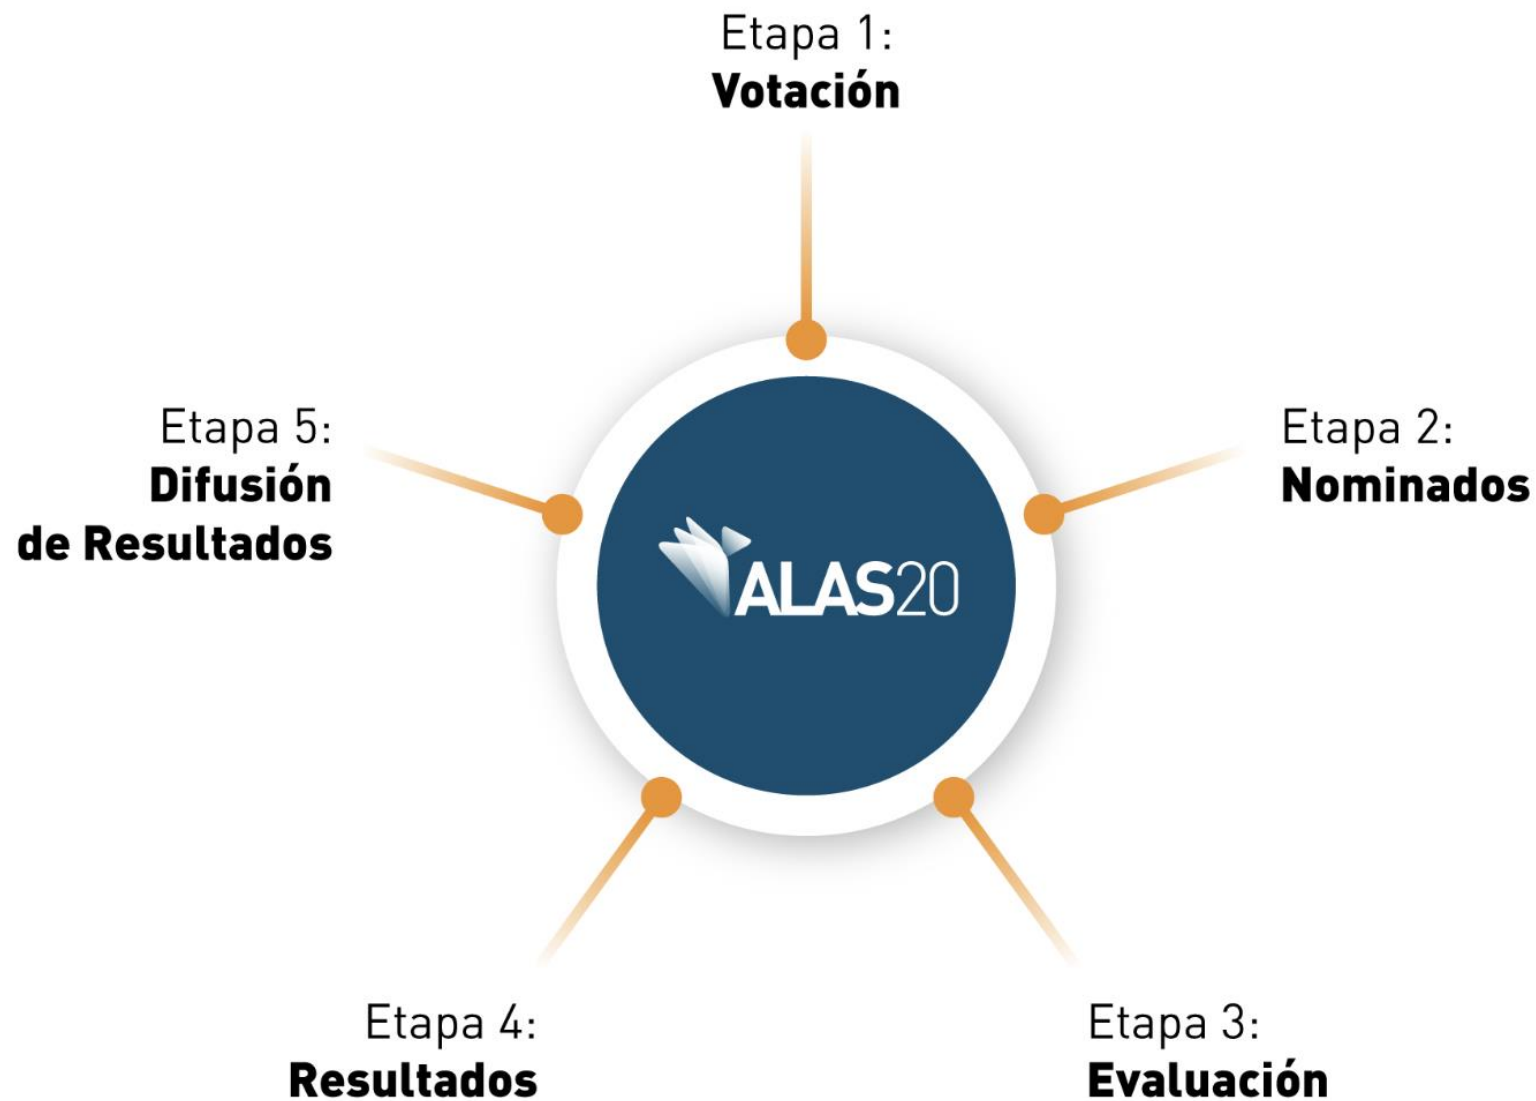 Etapa 1:
Votación
Etapa 2:
Nominados
Etapa 3:
Evaluación
Etapa 4:
Resultados
Etapa 5:
Difusión
de Resultados
ALAS20